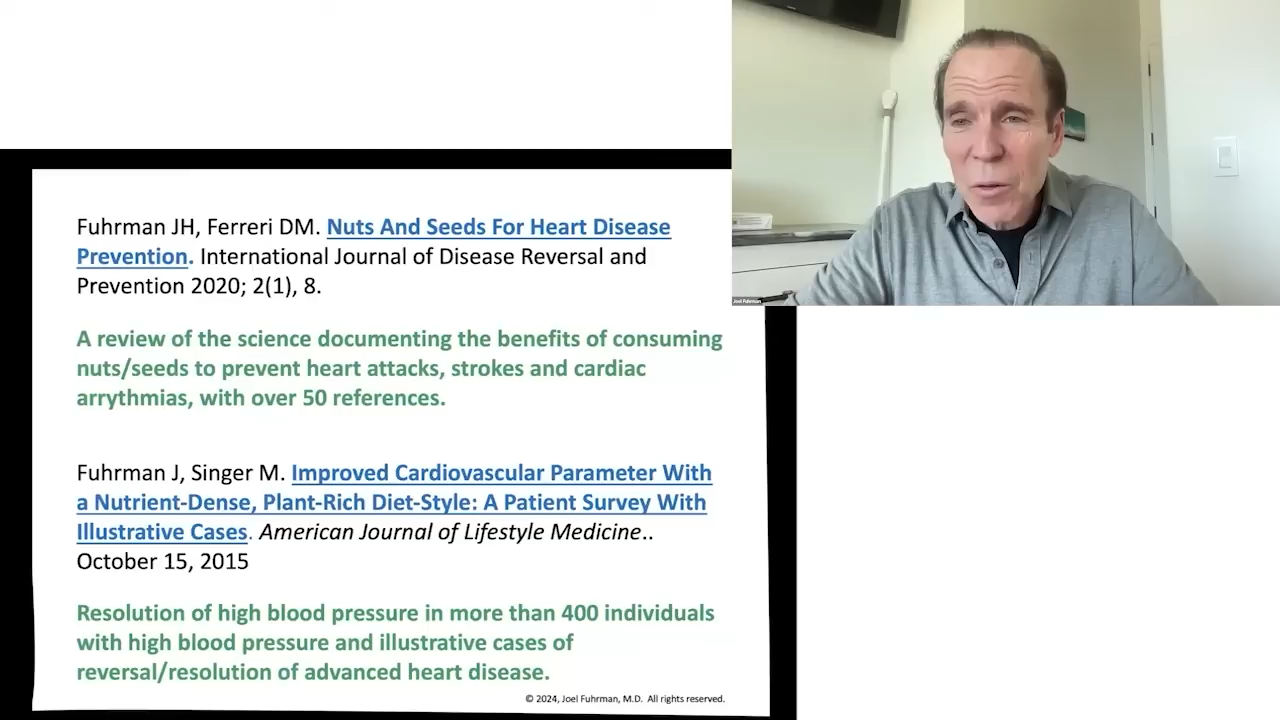 Fuhrman JH, Ferreri DM. Nuts And Seeds For Heart Disease
Prevention. International Journal of Disease Reversal and
Prevention 2020; 2(1), 8.
A review of the science documenting the benefits of consuming
nuts/seeds to prevent heart attacks, strokes and cardiac
arrythmias, with over 50 references.
Fuhrman J, Singer M. Improved Cardiovascular Parameter With
a Nutrient-Dense, Plant-Rich Diet-Style: A Patient Survey With
Illustrative Cases. American Journal of Lifestyle Medicine..
October 15, 2015
Resolution of high blood pressure in more than 400 individuals
with high blood pressure and illustrative cases of
reversal/resolution of advanced heart disease.
© 2024, Joel Fuhrman, M.D. All rights reserved.
Joel Fuhrman